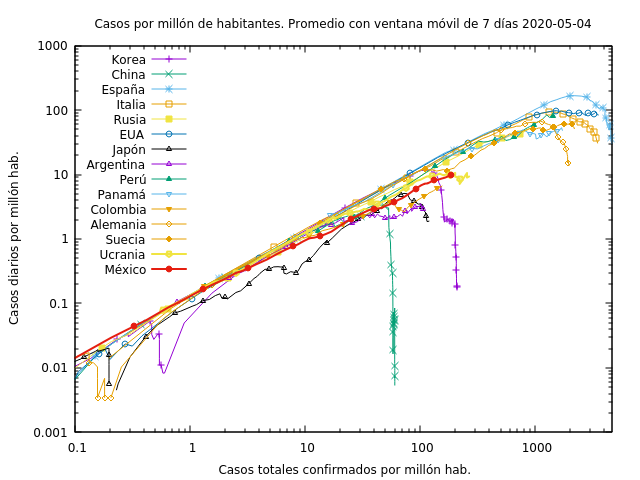 Casos por millón de habitantes. Promedio con ventana móvil de 7 días 2020-05-04
1000
100
10
1
0.1
0.01
0.001
Casos diarios por millón hab.
Korea
China
España
Italia
Rusia
EUA
Japón
Argentina
Perú
Panamá
Colombia
Alemania
Suecia
Ucrania
México
0.1 1 10 100 1000
Casos totales confirmados por millón hab.